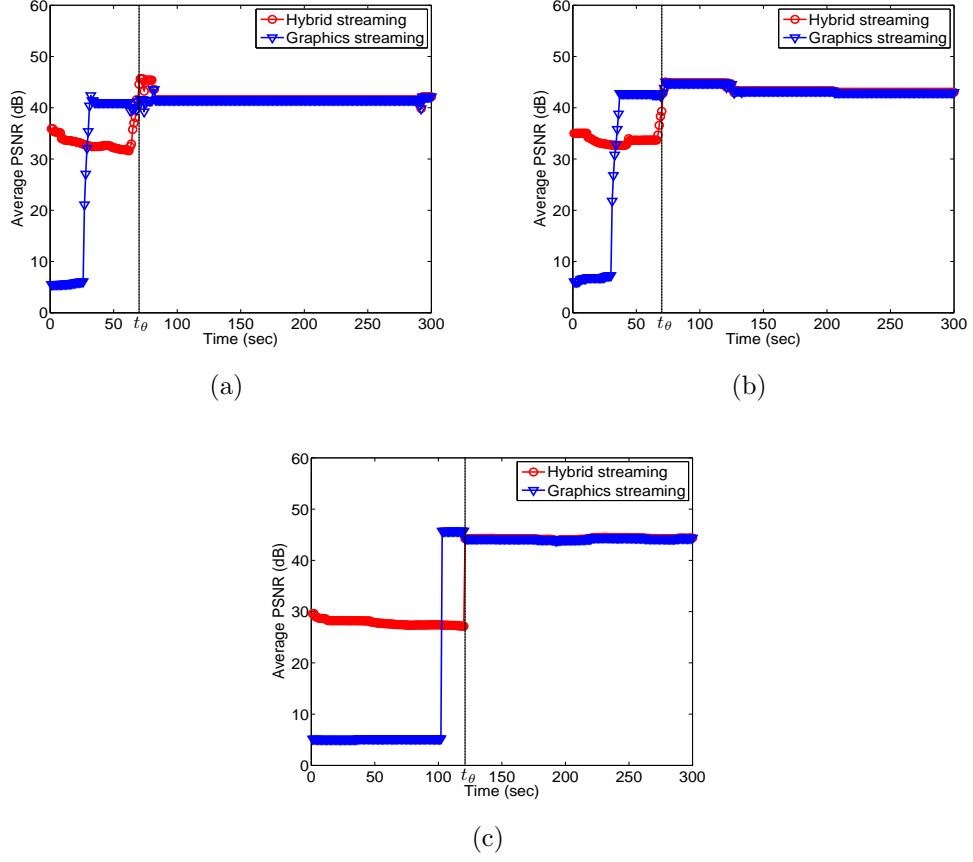 60
50
40
30
20
10
0
Average PSNR (dB)
Hybrid streaming
Graphics streaming
0 50 t_θ 100 150 200 250 300
Time (sec)
(a)
60
50
40
30
20
10
0
Average PSNR (dB)
Hybrid streaming
Graphics streaming
0 50 t_θ 100 150 200 250 300
Time (sec)
(b)
60
50
40
30
20
10
0
Average PSNR (dB)
Hybrid streaming
Graphics streaming
0 50 100 t_θ 150 200 250 300
Time (sec)
(c)